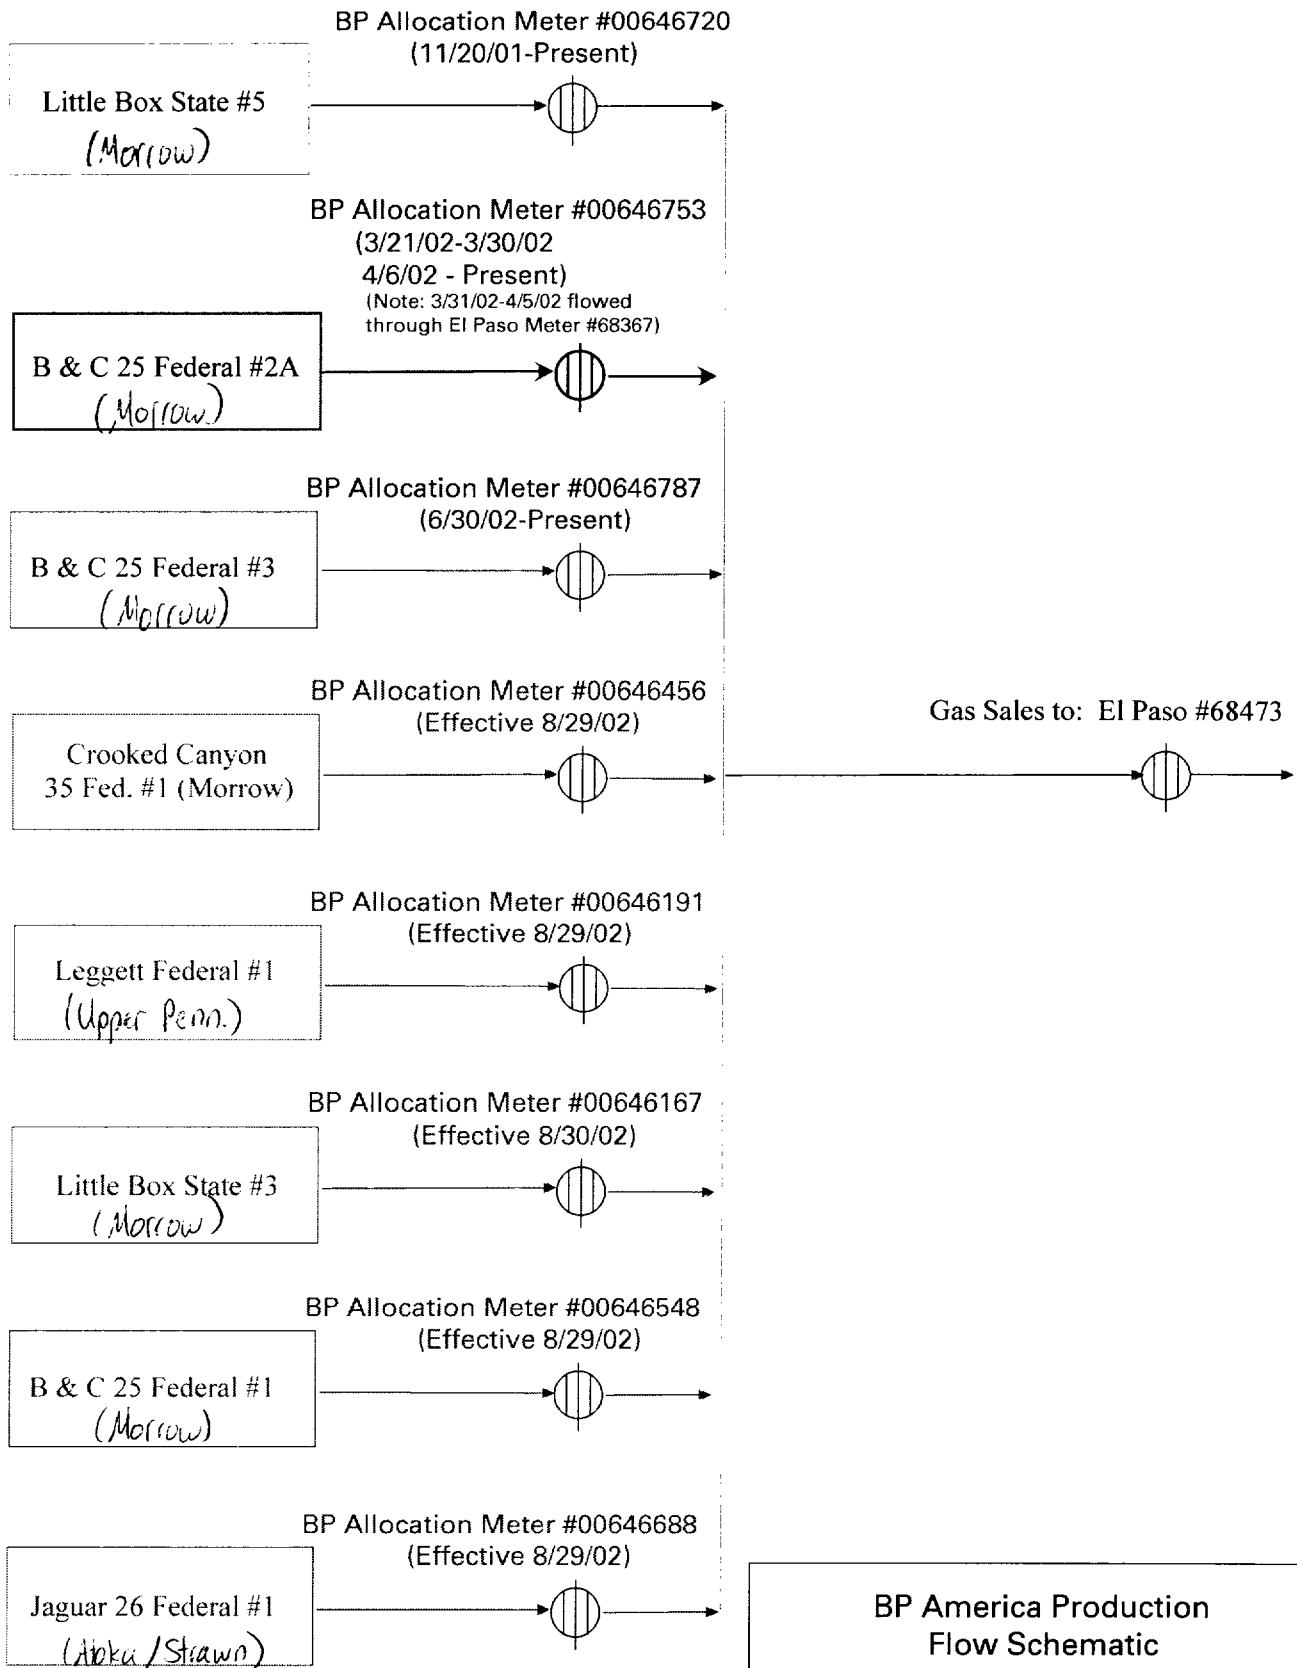 BP Allocation Meter #00646720
(11/20/01-Present)
Little Box State #5
(Morrow)
BP Allocation Meter #00646753
(3/21/02-3/30/02
4/6/02 - Present)
(Note: 3/31/02-4/5/02 flowed
through El Paso Meter #68367)
B & C 25 Federal #2A
(Morrow)
BP Allocation Meter #00646787
(6/30/02-Present)
B & C 25 Federal #3
(Morrow)
BP Allocation Meter #00646456
(Effective 8/29/02)
Crooked Canyon
35 Fed. #1 (Morrow)
Gas Sales to: El Paso #68473
BP Allocation Meter #00646191
(Effective 8/29/02)
Leggett Federal #1
(Upper Penn.)
BP Allocation Meter #00646167
(Effective 8/30/02)
Little Box State #3
(Morrow)
BP Allocation Meter #00646548
(Effective 8/29/02)
B & C 25 Federal #1
(Morrow)
BP Allocation Meter #00646688
(Effective 8/29/02)
Jaguar 26 Federal #1
(Atoka/Strawn)
BP America Production
Flow Schematic